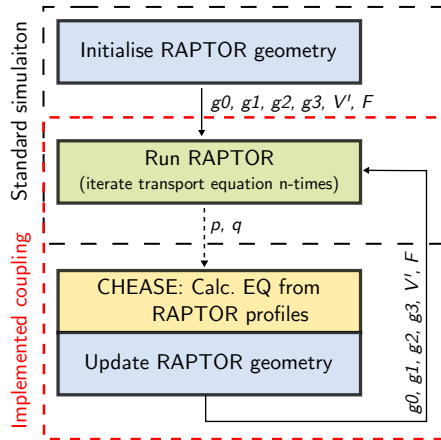 Standard simulaiton
Initialise RAPTOR geometry
g0, g1, g2, g3, V', F
Run RAPTOR
(iterate transport equation n-times)
p, q
Implemented coupling
CHEASE: Calc. EQ from
RAPTOR profiles
Update RAPTOR geometry
g0, g1, g2, g3, V', F